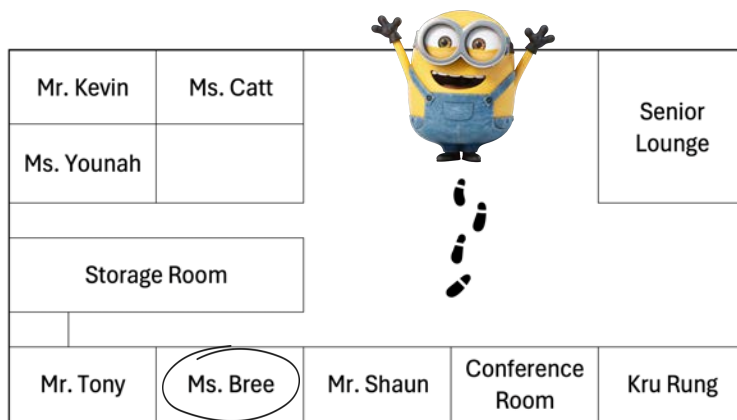 Mr. Kevin
Ms. Catt
Senior
Lounge
Ms. Younah
Storage Room
Mr. Tony
Ms. Bree
Mr. Shaun
Conference
Room
Kru Rung